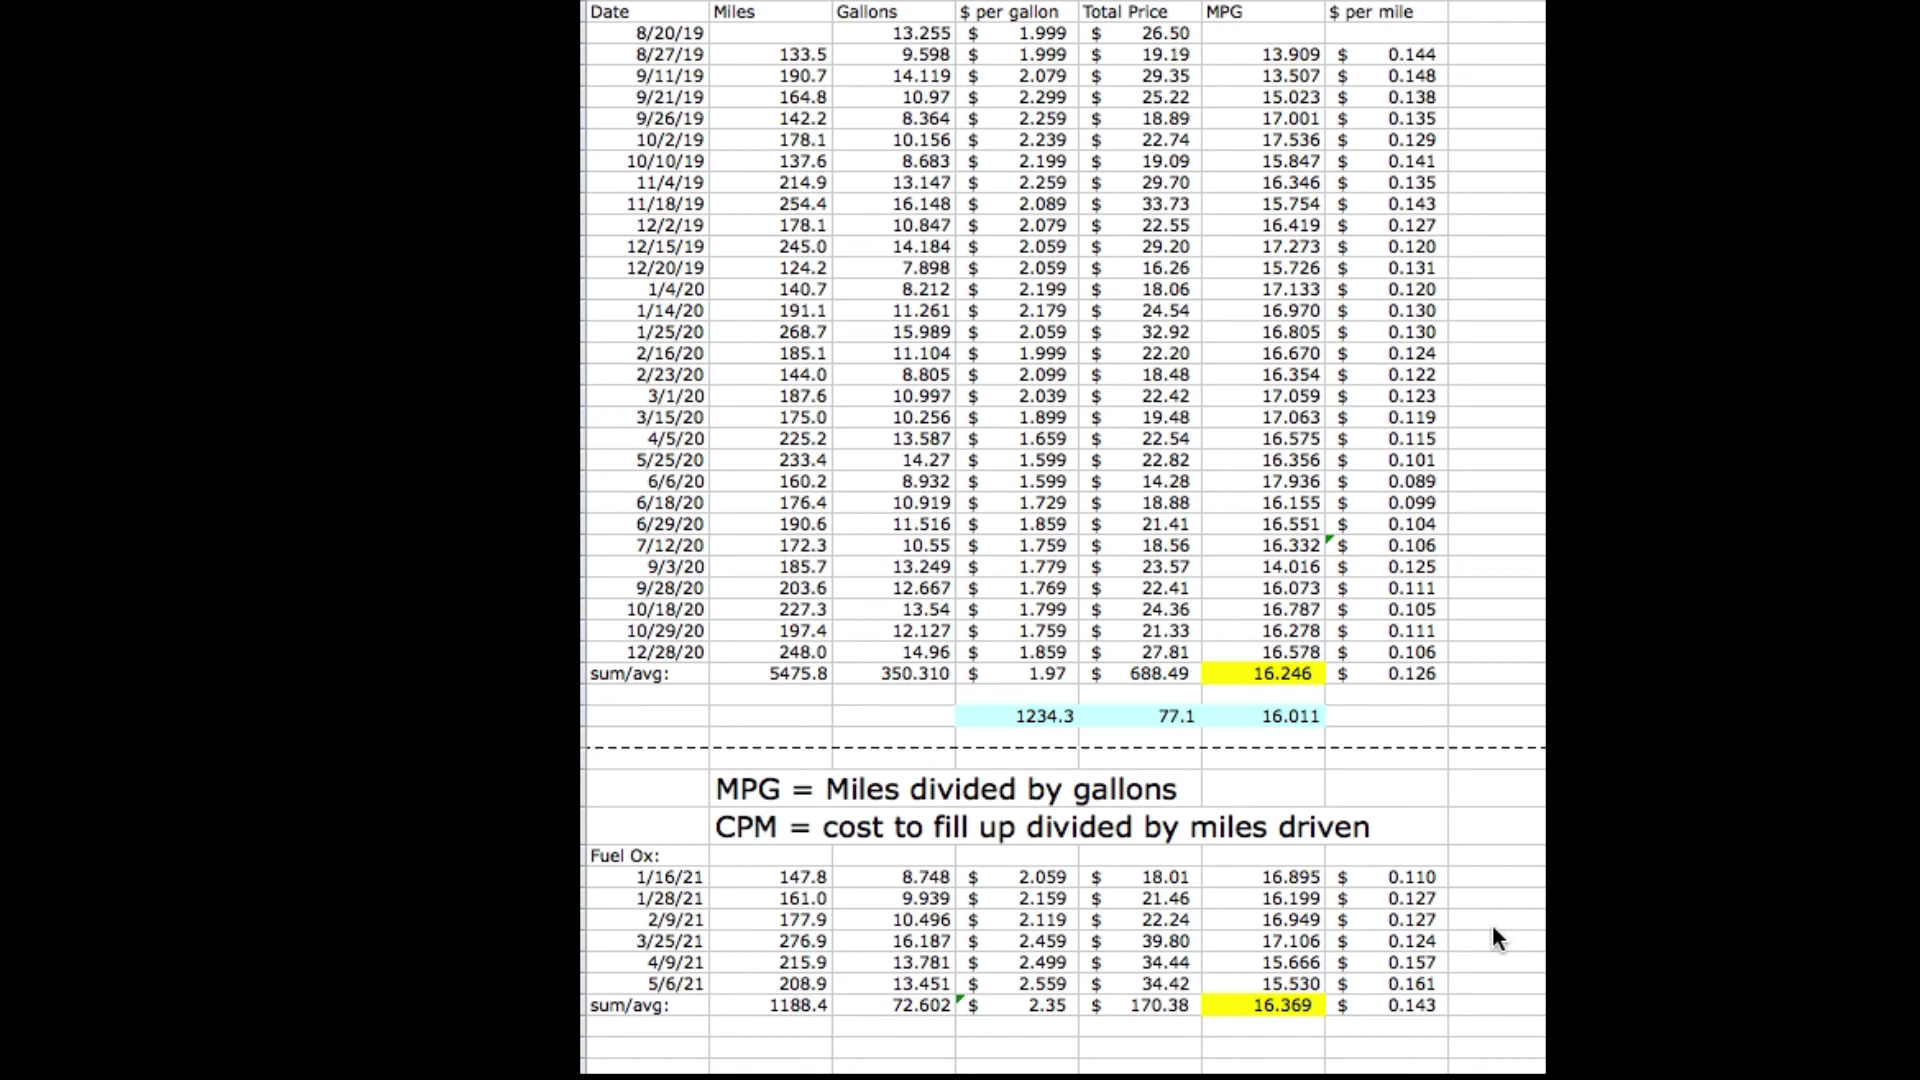 Date Miles Gallons $ per gallon Total Price MPG $ per mile
8/20/19 13.255 $ 1.999 $ 26.50
8/27/19 133.5 9.598 $ 1.999 $ 19.19 13.909 $ 0.144
9/11/19 190.7 14.119 $ 2.079 $ 29.35 13.507 $ 0.148
9/21/19 164.8 10.97 $ 2.299 $ 25.22 15.023 $ 0.138
9/26/19 142.2 8.364 $ 2.259 $ 18.89 17.001 $ 0.135
10/2/19 178.1 10.156 $ 2.239 $ 22.74 17.536 $ 0.129
10/10/19 137.6 8.683 $ 2.199 $ 19.09 15.847 $ 0.141
11/4/19 214.9 13.147 $ 2.259 $ 29.70 16.346 $ 0.135
11/18/19 254.4 16.148 $ 2.089 $ 33.73 15.754 $ 0.143
12/2/19 178.1 10.847 $ 2.079 $ 22.55 16.419 $ 0.127
12/15/19 245.0 14.184 $ 2.059 $ 29.20 17.273 $ 0.120
12/20/19 124.2 7.898 $ 2.059 $ 16.26 15.726 $ 0.131
1/4/20 140.7 8.212 $ 2.199 $ 18.06 17.133 $ 0.120
1/14/20 191.1 11.261 $ 2.179 $ 24.54 16.970 $ 0.130
1/25/20 268.7 15.989 $ 2.059 $ 32.92 16.805 $ 0.130
2/16/20 185.1 11.104 $ 1.999 $ 22.20 16.670 $ 0.124
2/23/20 144.0 8.805 $ 2.099 $ 18.48 16.354 $ 0.122
3/1/20 187.6 10.997 $ 2.039 $ 22.42 17.059 $ 0.123
3/15/20 175.0 10.256 $ 1.899 $ 19.48 17.063 $ 0.119
4/5/20 225.2 13.587 $ 1.659 $ 22.54 16.575 $ 0.115
5/25/20 233.4 14.27 $ 1.599 $ 22.82 16.356 $ 0.101
6/6/20 160.2 8.932 $ 1.599 $ 14.28 17.936 $ 0.089
6/18/20 176.4 10.919 $ 1.729 $ 18.88 16.155 $ 0.099
6/29/20 190.6 11.516 $ 1.859 $ 21.41 16.551 $ 0.104
7/12/20 172.3 10.55 $ 1.759 $ 18.56 16.332 $ 0.106
9/3/20 185.7 13.249 $ 1.779 $ 23.57 14.016 $ 0.125
9/28/20 203.6 12.667 $ 1.769 $ 22.41 16.073 $ 0.111
10/18/20 227.3 13.54 $ 1.799 $ 24.36 16.787 $ 0.105
10/29/20 197.4 12.127 $ 1.759 $ 21.33 16.278 $ 0.111
12/28/20 248.0 14.96 $ 1.859 $ 27.81 16.578 $ 0.106
sum/avg: 5475.8 350.310 $ 1.97 $ 688.49 16.246 $ 0.126
1234.3 77.1 16.011
MPG = Miles divided by gallons
CPM = cost to fill up divided by miles driven
Fuel Ox:
1/16/21 147.8 8.748 $ 2.059 $ 18.01 16.895 $ 0.110
1/28/21 161.0 9.939 $ 2.159 $ 21.46 16.199 $ 0.127
2/9/21 177.9 10.496 $ 2.119 $ 22.24 16.949 $ 0.127
3/25/21 276.9 16.187 $ 2.459 $ 39.80 17.106 $ 0.124
4/9/21 215.9 13.781 $ 2.499 $ 34.44 15.666 $ 0.157
5/6/21 208.9 13.451 $ 2.559 $ 34.42 15.530 $ 0.161
sum/avg: 1188.4 72.602 $ 2.35 $ 170.38 16.369 $ 0.143